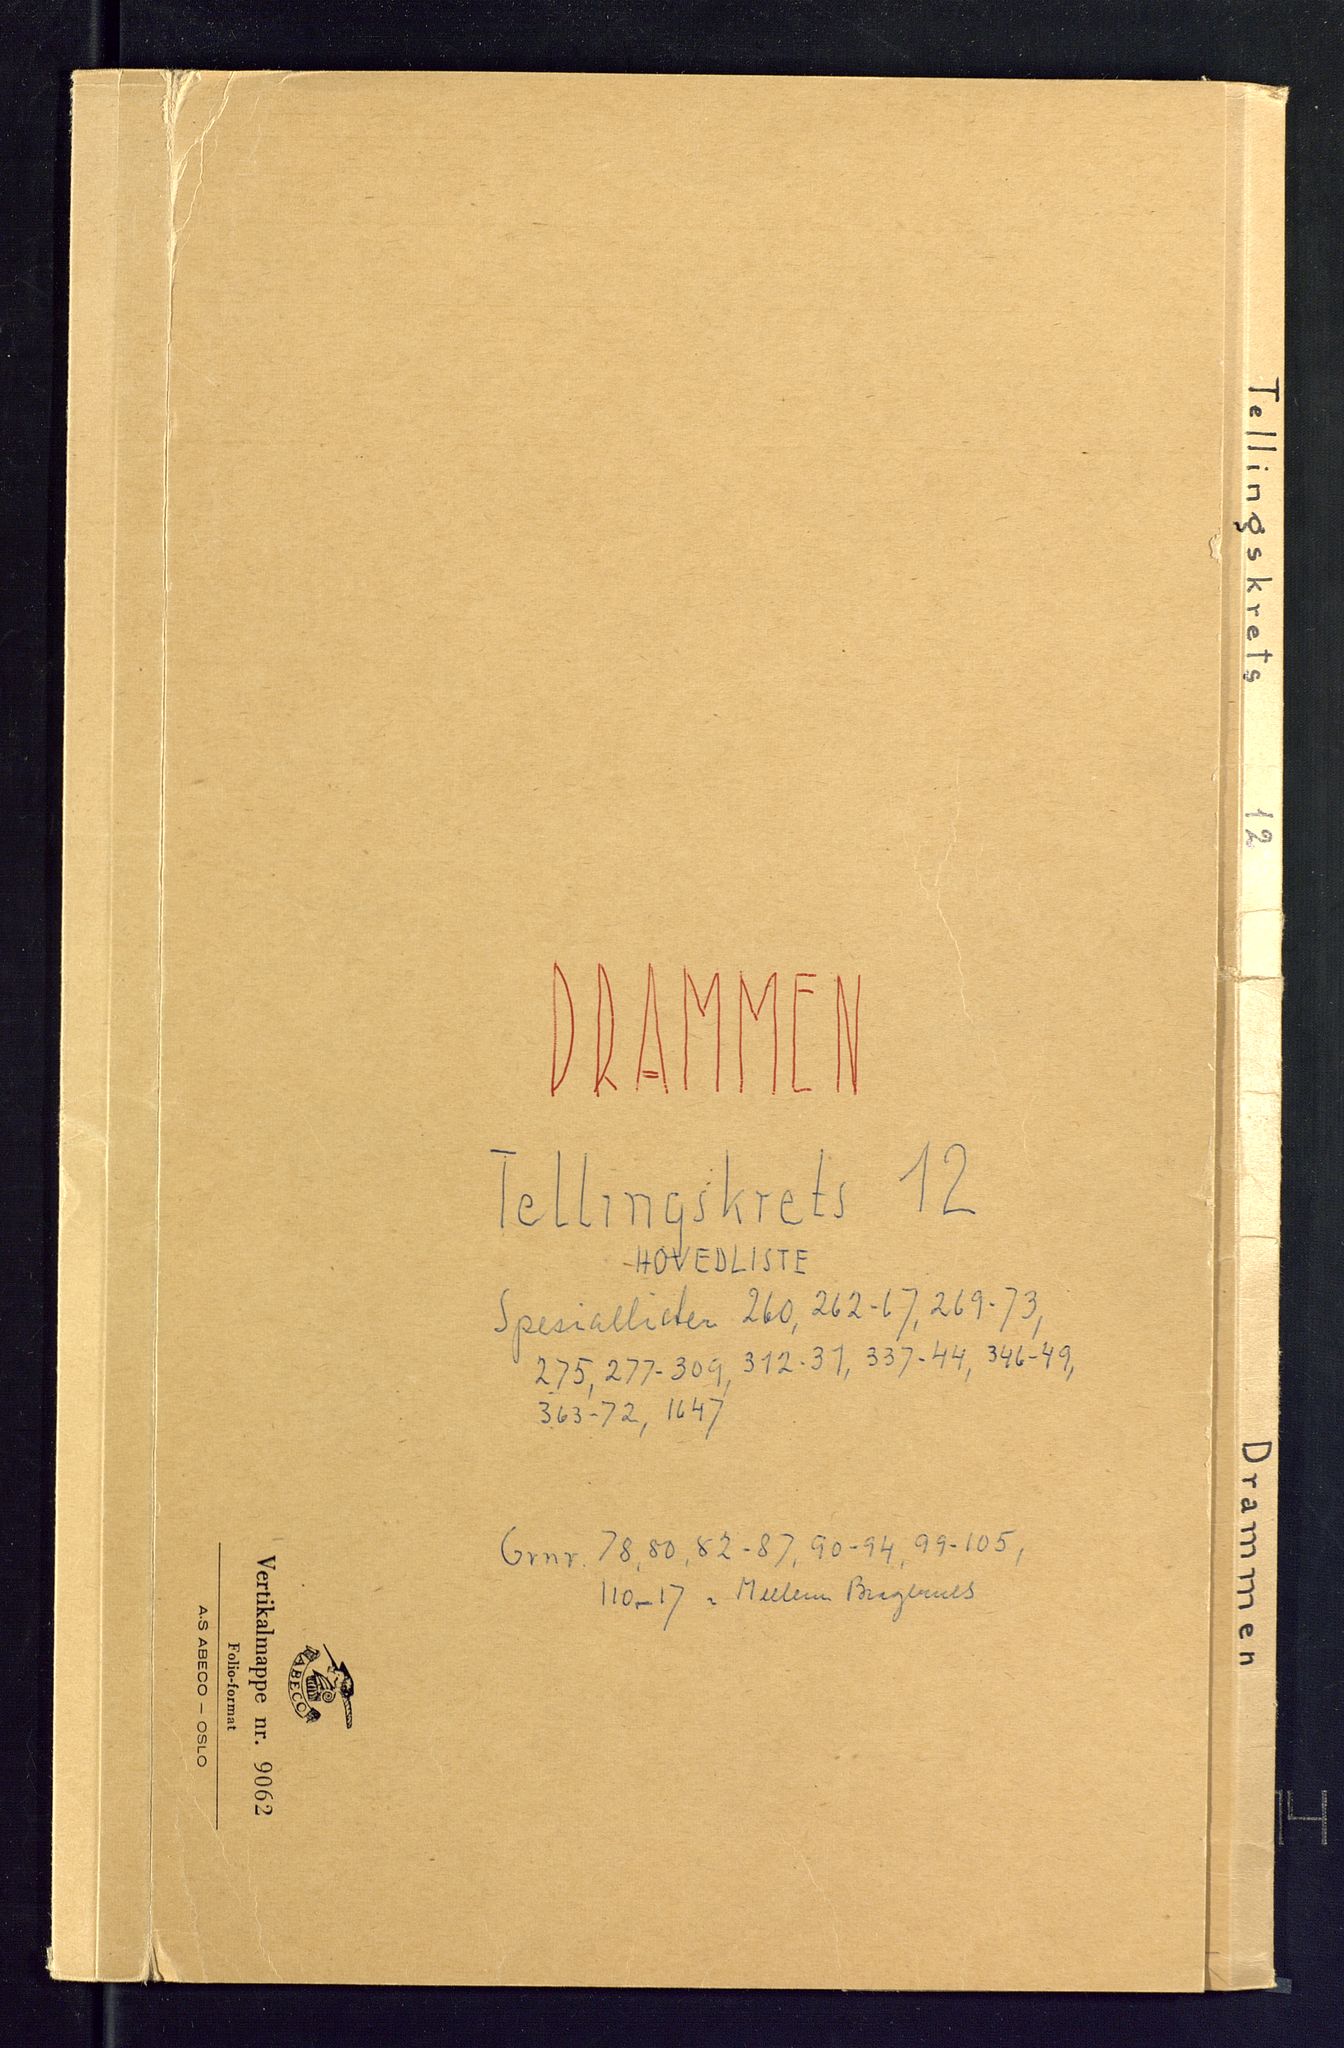 DRAMMEN
Tellingskrets 12
HOVEDLISTE
Spesiallister 260, 262-67, 269-73,
275, 277-309, 312-31, 337-44, 346-49,
363-72, 1647
Grnr. 78, 80, 82-87, 90-94, 99-105,
110-17 Mellem Bragernes
Tellingskrets 12 Drammen
ABECO
Vertikalmappe nr. 9062
Folio-format
A.S ABECO – OSLO